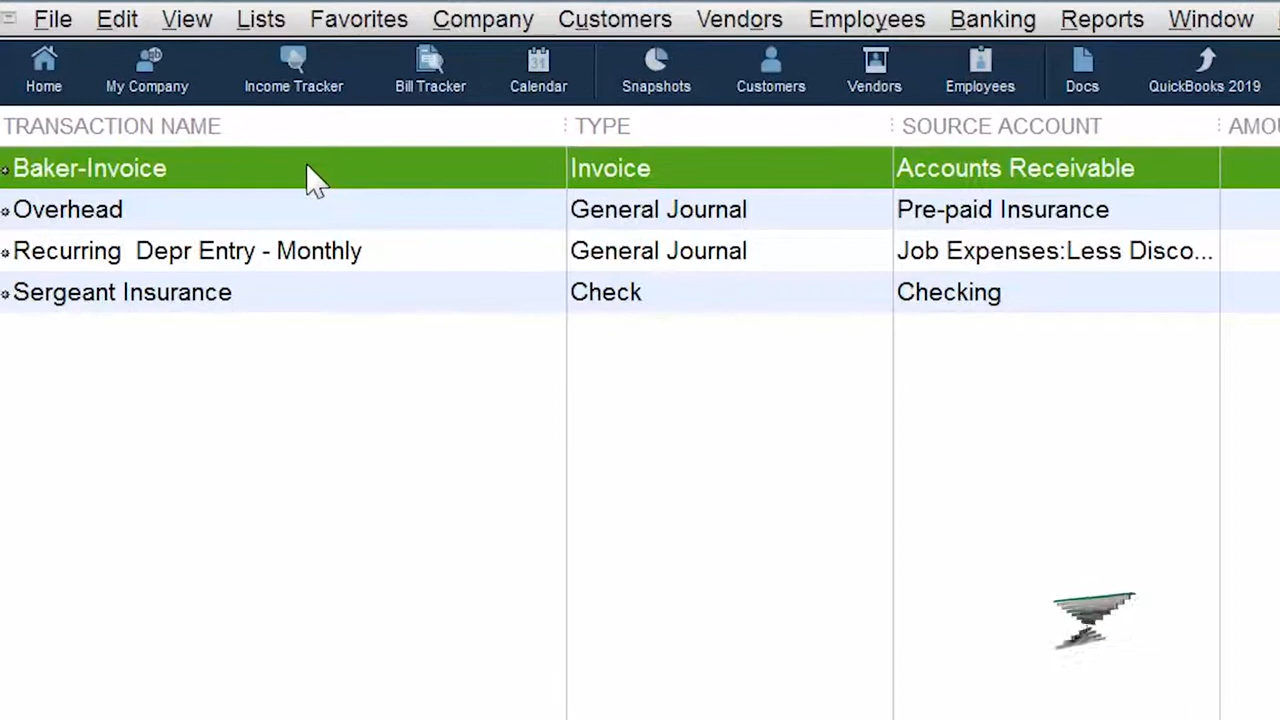 File Edit View Lists Favorites Company Customers Vendors Employees Banking Reports Window
31
Home My Company Income Tracker Bill Tracker Calendar Snapshots Customers Vendors Employees Docs QuickBooks 2019
TRANSACTION NAME TYPE SOURCE ACCOUNT AMOU
Baker-Invoice Invoice Accounts Receivable
Overhead General Journal Pre-paid Insurance
Recurring Depr Entry - Monthly General Journal Job Expenses:Less Disco...
Sergeant Insurance Check Checking